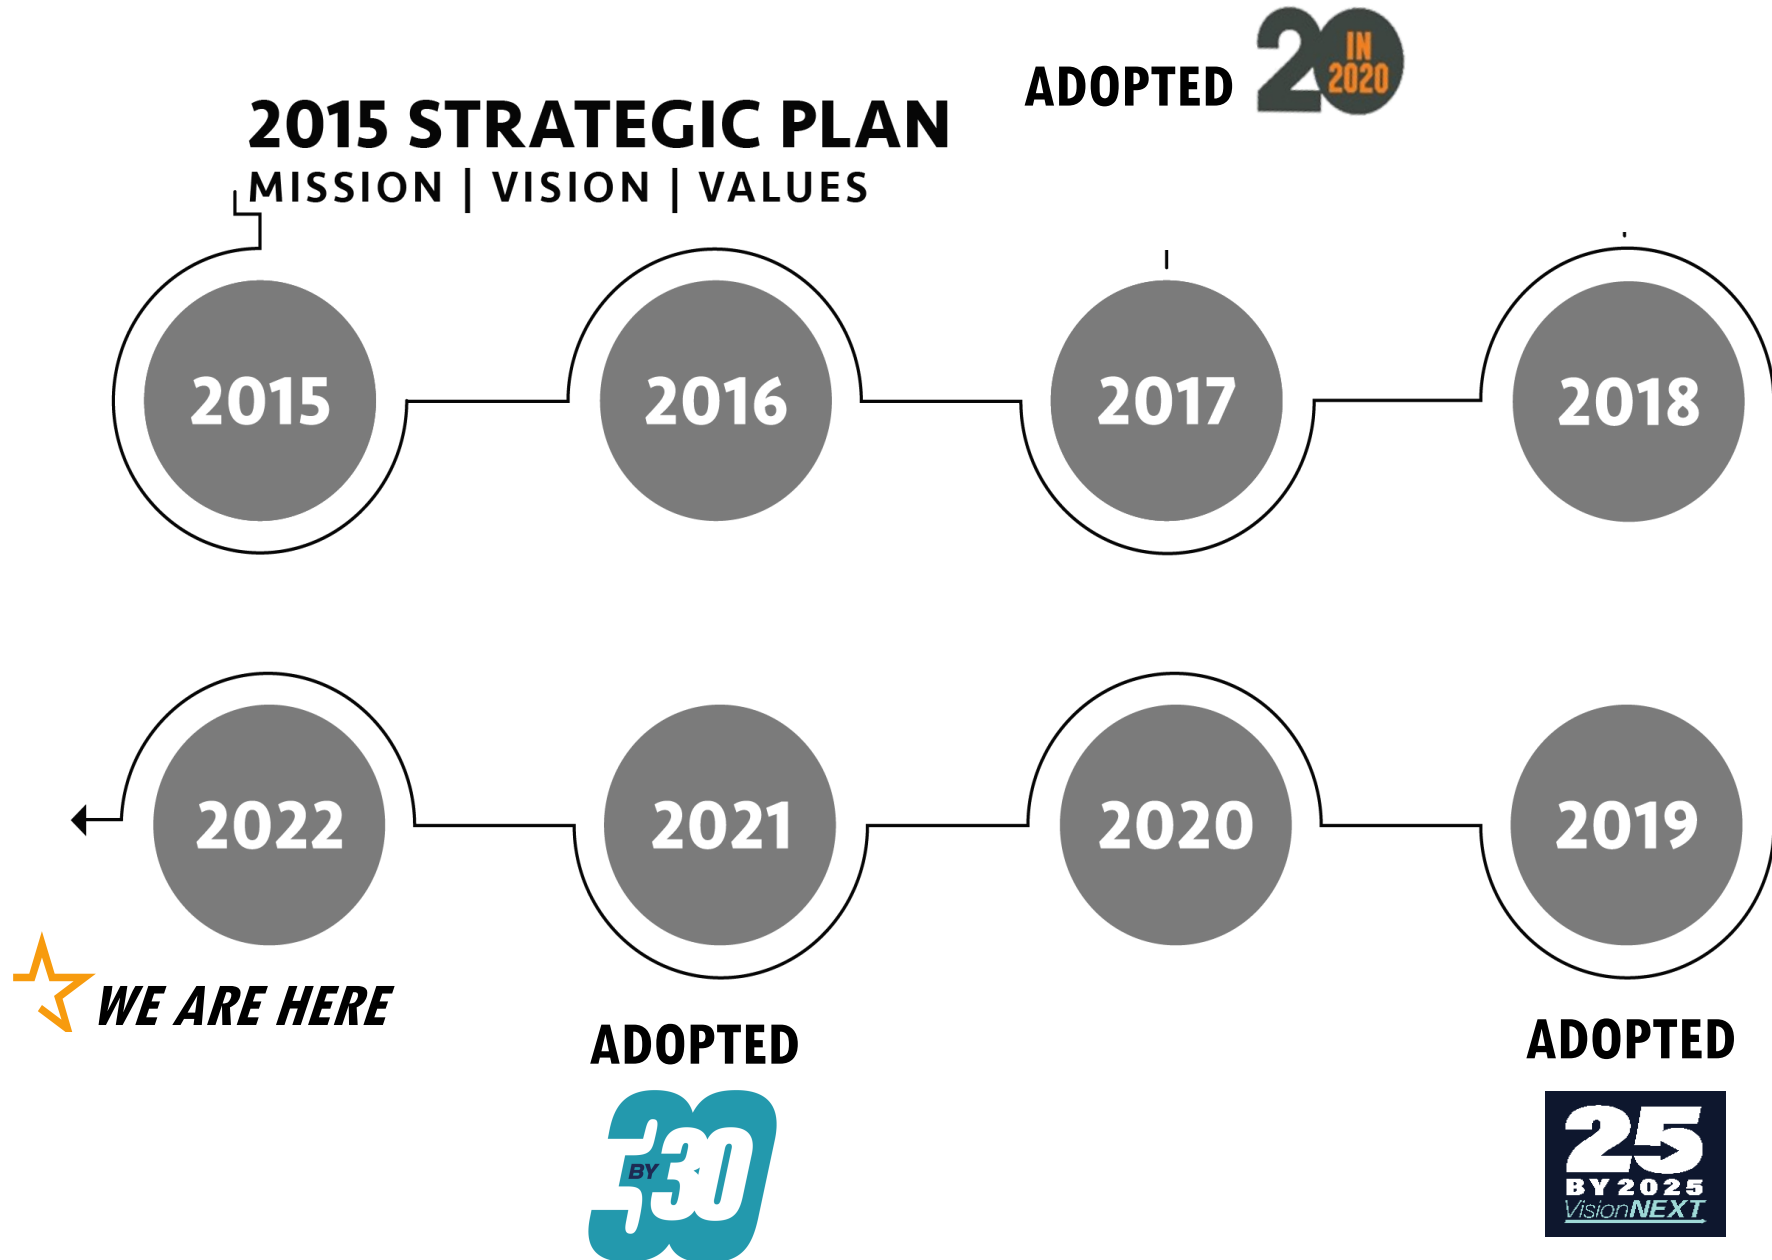 ADOPTED
20 IN 2020
2015 STRATEGIC PLAN
MISSION | VISION | VALUES
2015
2016
2017
2018
2022
2021
2020
2019
WE ARE HERE
ADOPTED
30 BY 30
ADOPTED
25
BY 2025
VisionNEXT